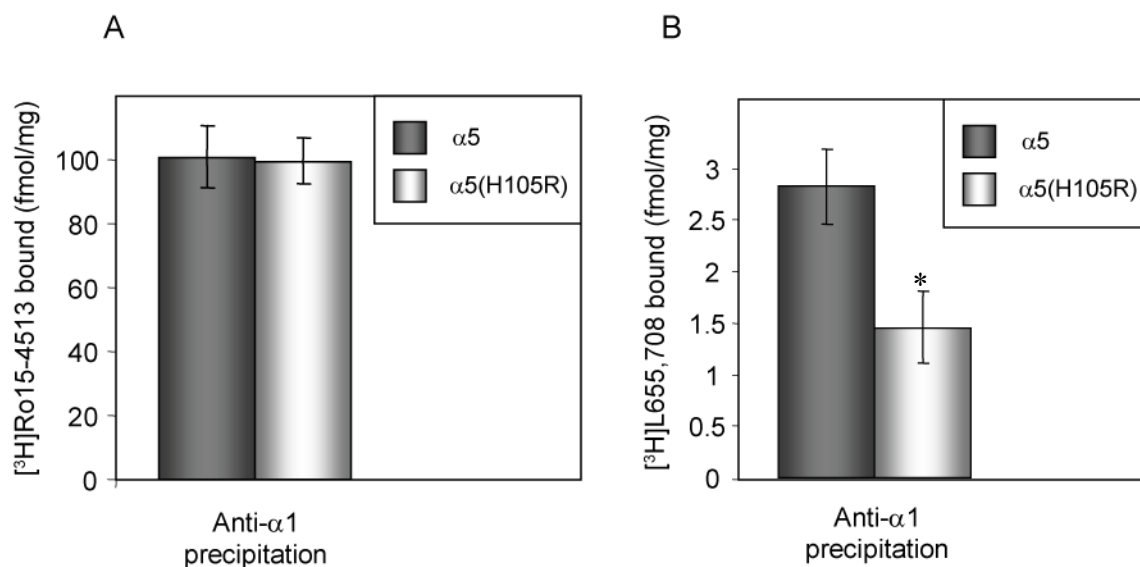 A
[³H]Ro15-4513 bound (fmol/mg)
100
80
60
40
20
0
α5
α5(H105R)
Anti-α1
precipitation
B
[³H]L655,708 bound (fmol/mg)
3
2.5
2
1.5
1
0.5
0
α5
α5(H105R)
*
Anti-α1
precipitation